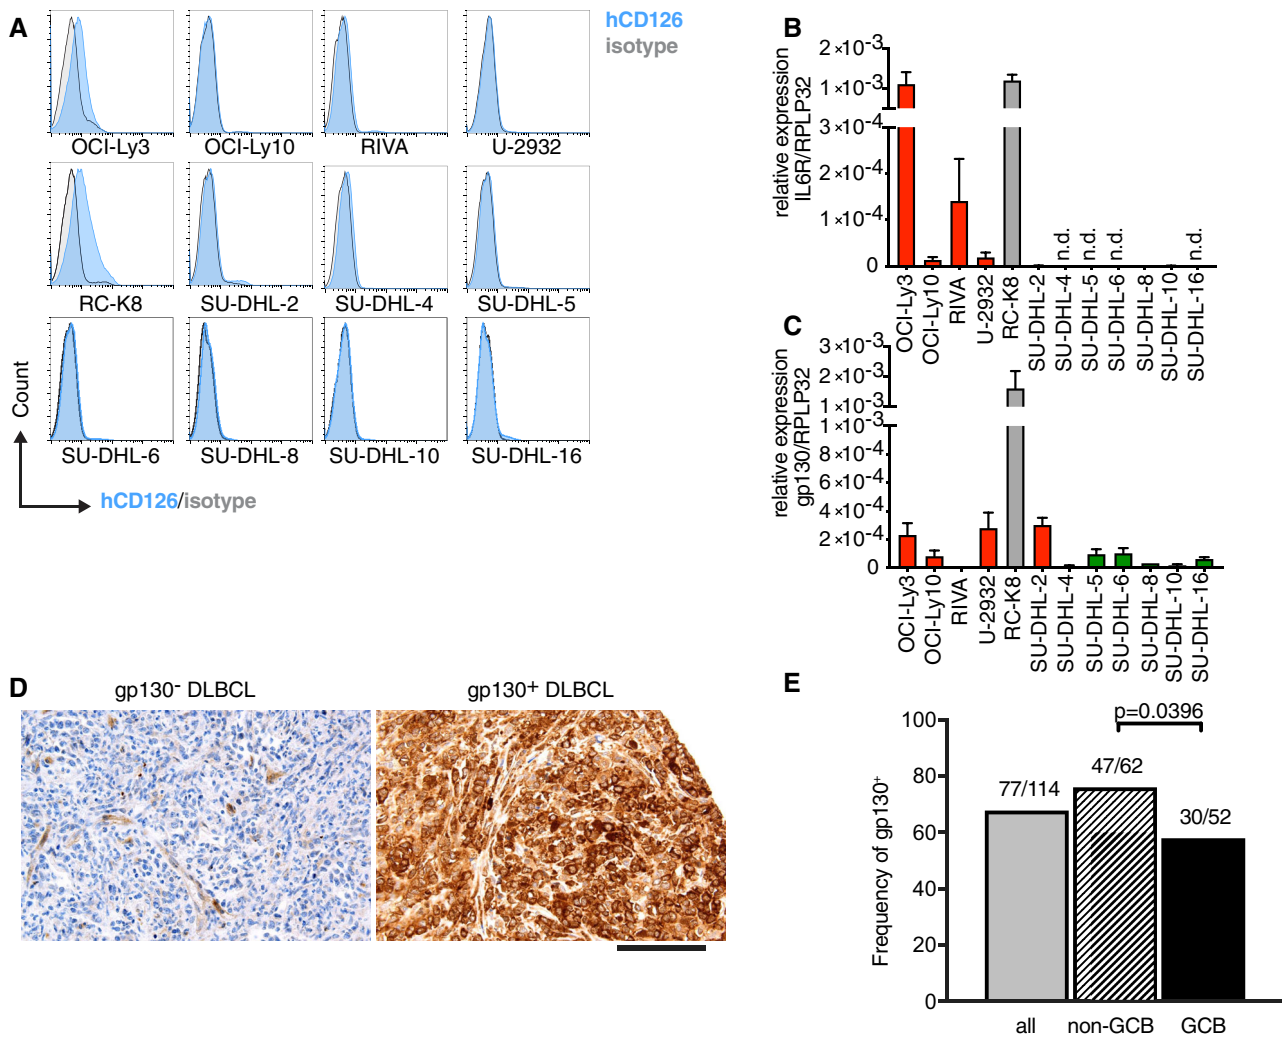 A
hCD126
isotype
OCI-Ly3
OCI-Ly10
RIVA
U-2932
RC-K8
SU-DHL-2
SU-DHL-4
SU-DHL-5
SU-DHL-6
SU-DHL-8
SU-DHL-10
SU-DHL-16
Count
hCD126/isotype
B
relative expression
IL6R/RPLP32
2×10-3
1×10-3
3×10-4
2×10-4
1×10-4
0
n.d.
n.d.
n.d.
n.d.
OCI-Ly3
OCI-Ly10
RIVA
U-2932
RC-K8
SU-DHL-2
SU-DHL-4
SU-DHL-5
SU-DHL-6
SU-DHL-8
SU-DHL-10
SU-DHL-16
C
relative expression
gp130/RPLP32
3×10-3
2×10-3
1×10-3
1×10-3
8×10-4
6×10-4
4×10-4
2×10-4
0
OCI-Ly3
OCI-Ly10
RIVA
U-2932
RC-K8
SU-DHL-2
SU-DHL-4
SU-DHL-5
SU-DHL-6
SU-DHL-8
SU-DHL-10
SU-DHL-16
D
gp130- DLBCL
gp130+ DLBCL
E
Frequency of gp130+
100
80
60
40
20
0
p=0.0396
77/114
47/62
30/52
all
non-GCB
GCB